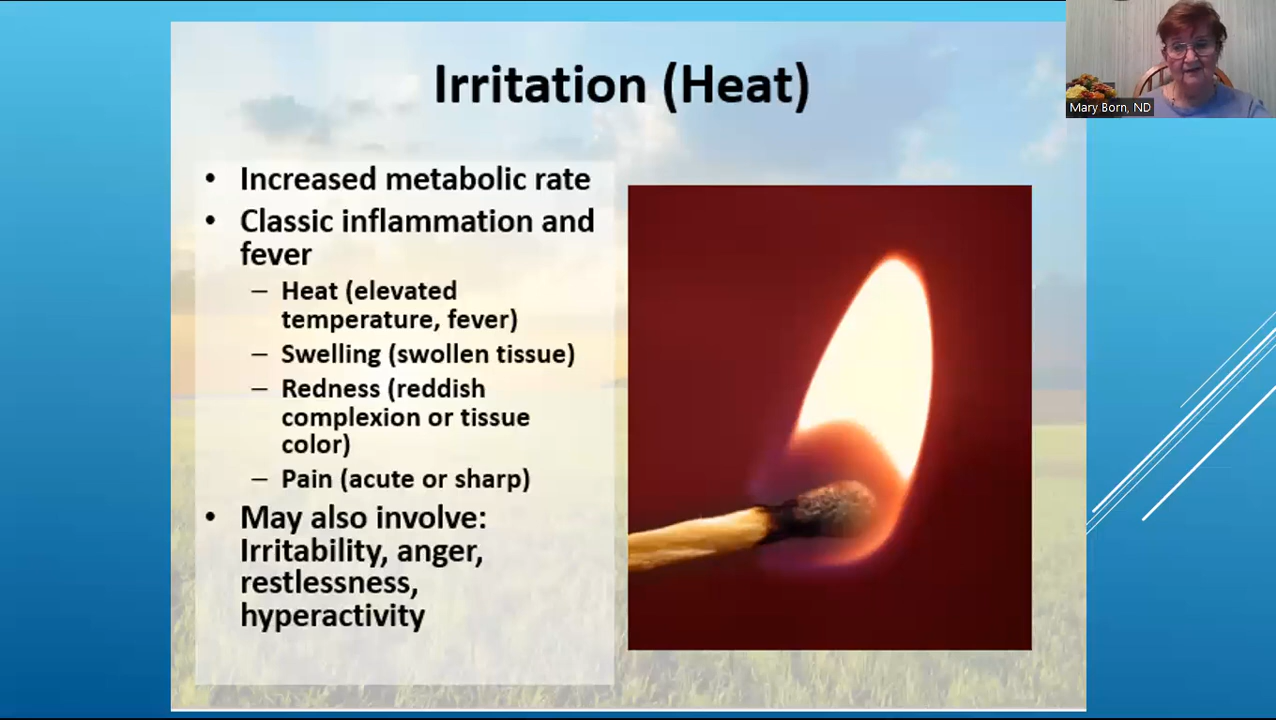 Irritation (Heat)
Mary Born, ND
• Increased metabolic rate
• Classic inflammation and
fever
– Heat (elevated
temperature, fever)
– Swelling (swollen tissue)
– Redness (reddish
complexion or tissue
color)
– Pain (acute or sharp)
• May also involve:
Irritability, anger,
restlessness,
hyperactivity